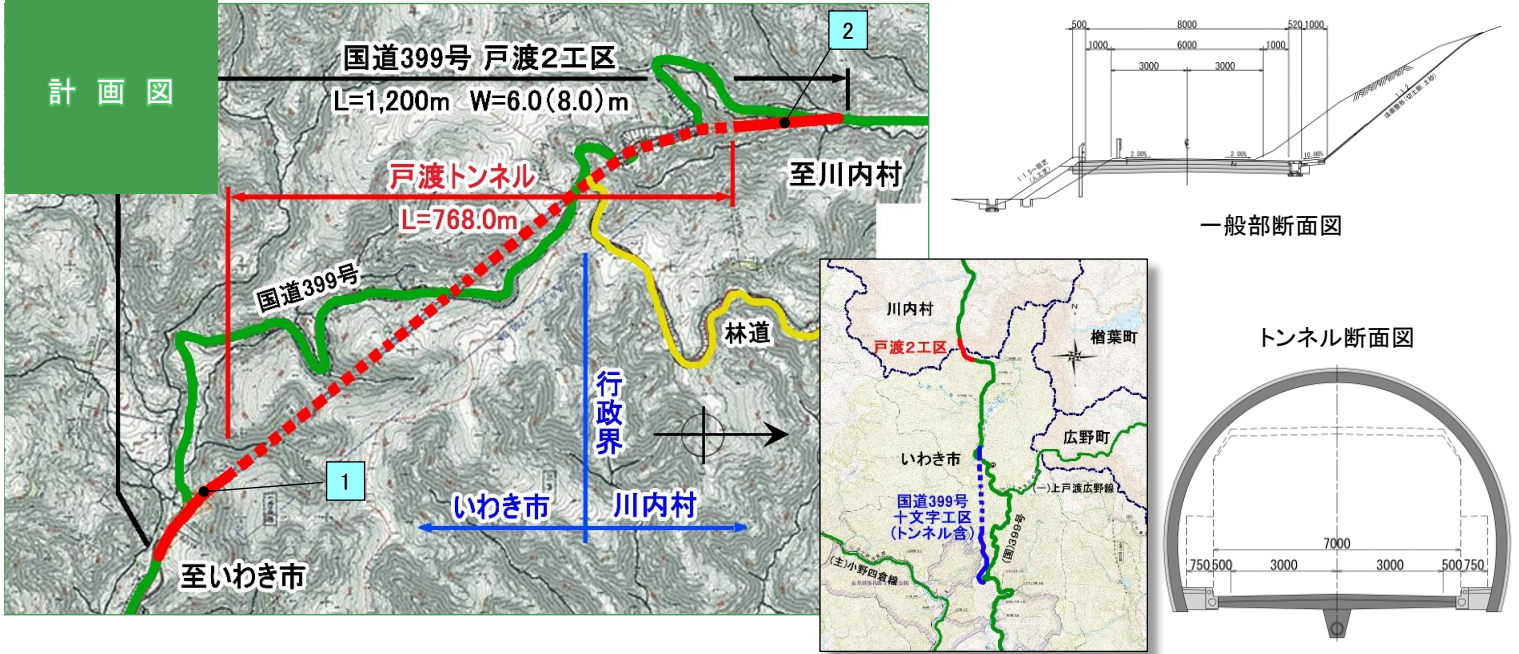 計画図
国道399号 戸渡2工区
L=1,200m W=6.0(8.0)m
2
戸渡トンネル
L=768.0m
至川内村
国道399号
林道
行政界
1
いわき市
川内村
至いわき市
川内村
戸渡2工区
楢葉町
広野町
いわき市
(一)上戸渡広野線
国道399号
十文字工区
(トンネル含)
(国)399号
(主)小野四倉線
500
8000
520
1000
1000
6000
1000
3000
3000
2.00%
2.00%
10.00%
一般部断面図
トンネル断面図
7000
750
500
3000
3000
500
750